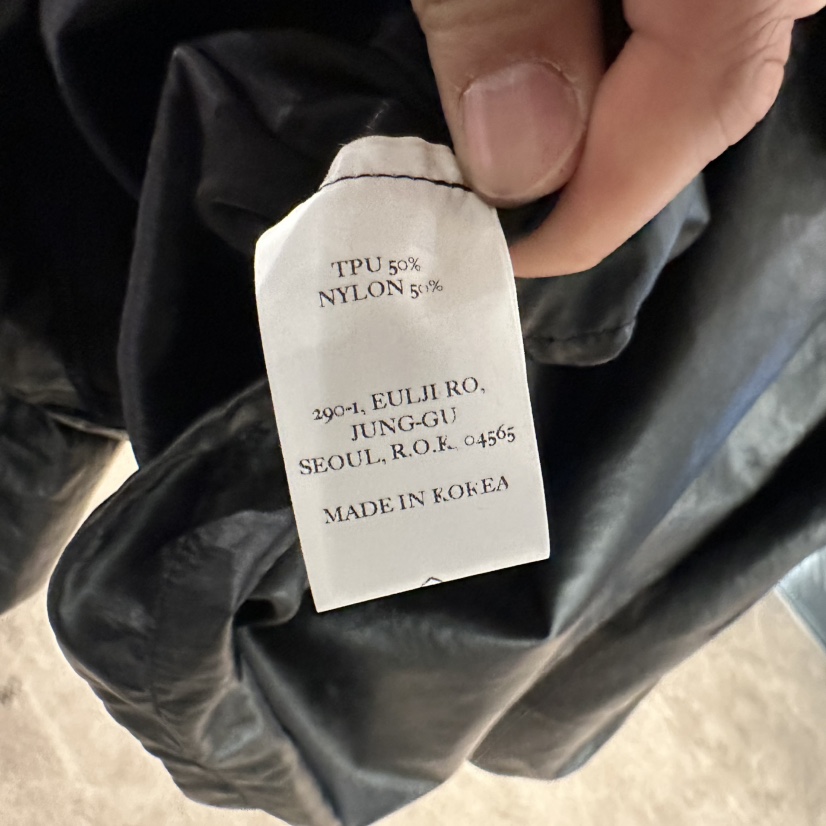 TPU 50%
NYLON 50%
290-1, EULJI RO,
JUNG-GU
SEOUL, R.O.K. 04565
MADE IN KOREA